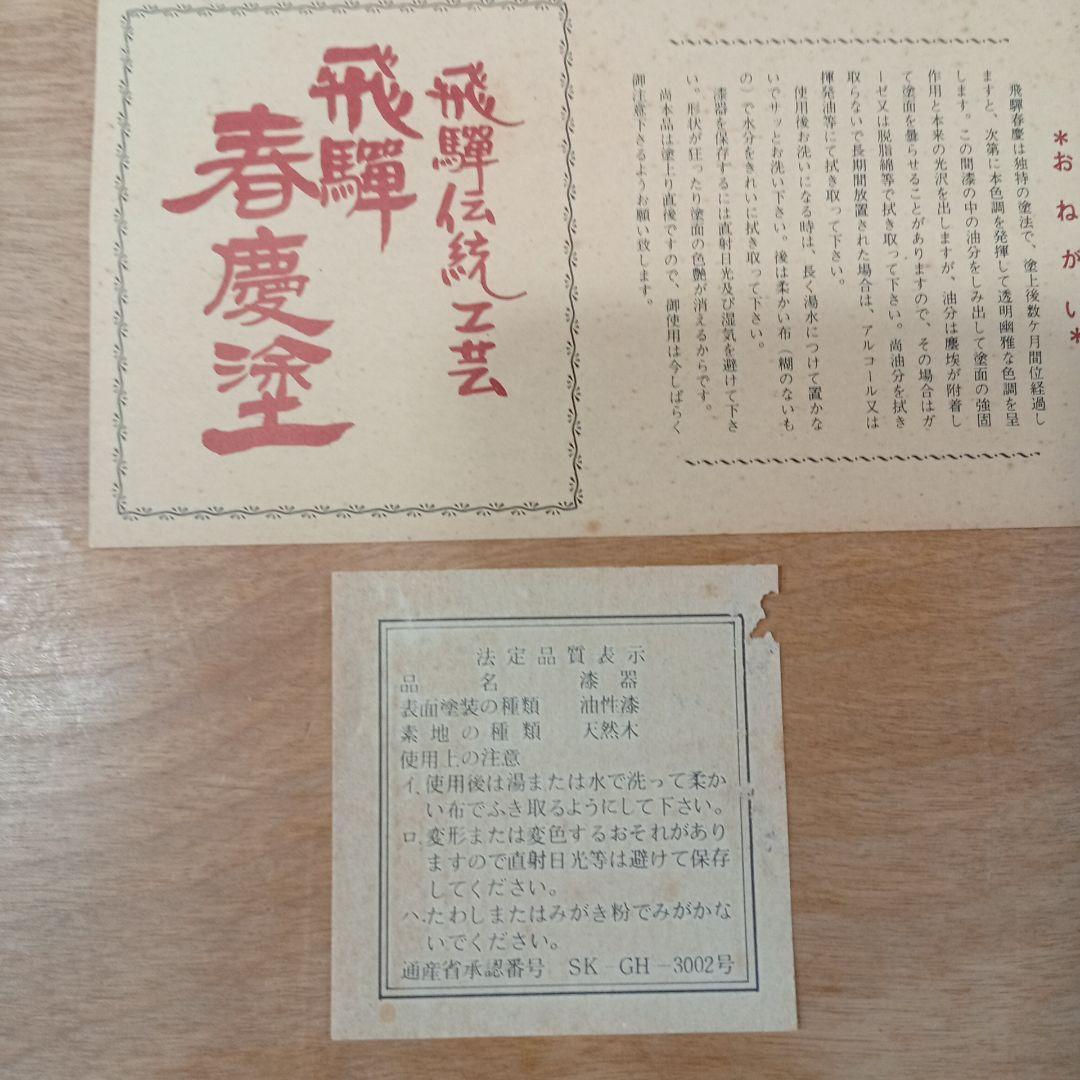 *おねがい*
飛驒春慶は独特の塗法で、塗上後数ケ月間位経過し
ますと、次第に本色調を発揮して透明幽雅な色調を呈
します。この間漆の中の油分をしみ出して塗面の強固
作用と本来の光沢を出しますが、油分は塵埃が附着し
て塗面を曇らせることがありますので、その場合はガ
ーゼ又は脱脂綿等で拭き取って下さい。尚油分を拭き
取らないで長期間放置された場合は、アルコール又は
揮発油等にて拭き取って下さい。
使用後お洗いになる時は、長く湯水につけて置かな
いでサッとお洗い下さい。後は柔かい布（糊のないも
の）で水分をきれいに拭き取って下さい。
漆器を保存するには直射日光及び湿気を避けて下さ
い。形状が狂ったり塗面の色艶が消えるからです。
尚本品は塗上り直後ですので、御使用は今しばらく
御注意下さるようお願い致します。
飛驒伝統工芸
飛驒
春慶塗
法定品質表示
品名 漆器
表面塗装の種類 油性漆
素地の種類 天然木
使用上の注意
イ.使用後は湯または水で洗って柔か
い布でふき取るようにして下さい。
ロ.変形または変色するおそれがあり
ますので直射日光等は避けて保存
してください。
ハ.たわしまたはみがき粉でみがかな
いでください。
通産省承認番号 SK－GH－3002号